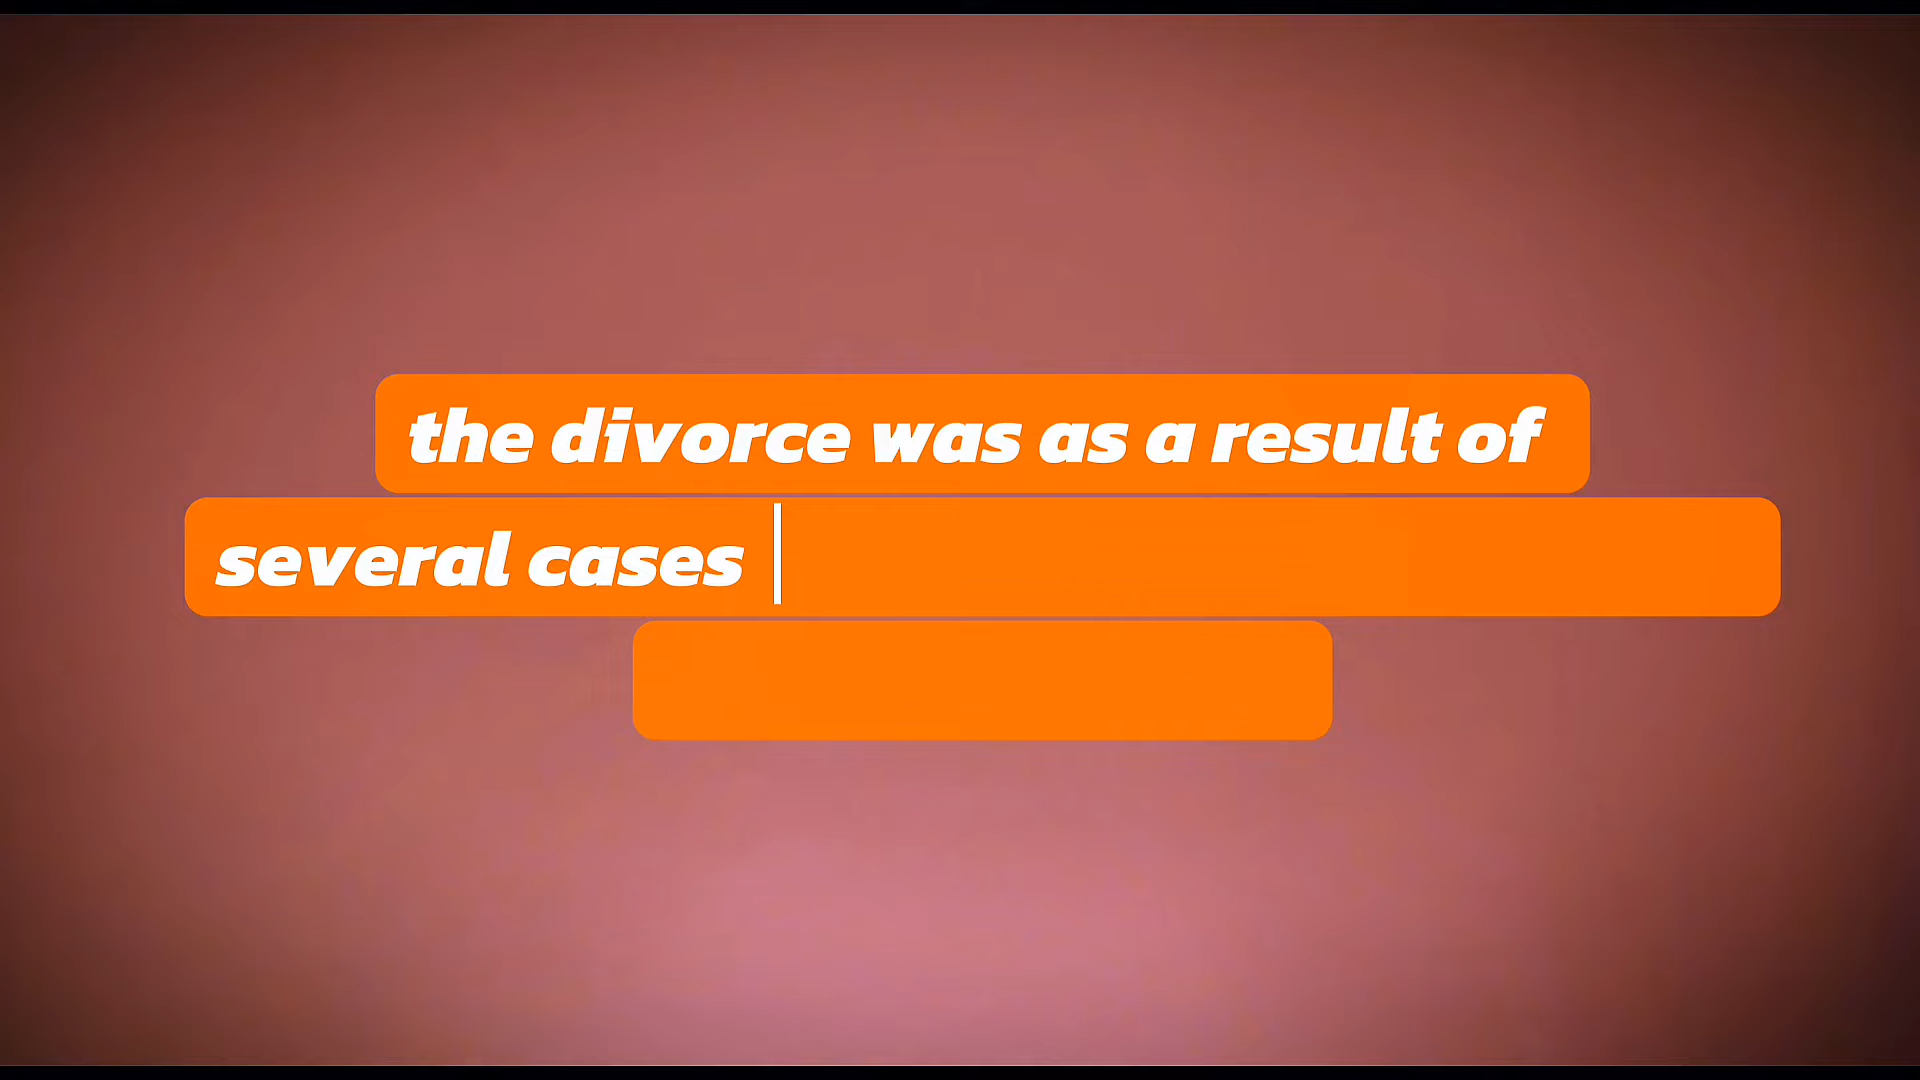 the divorce was as a result of
several cases